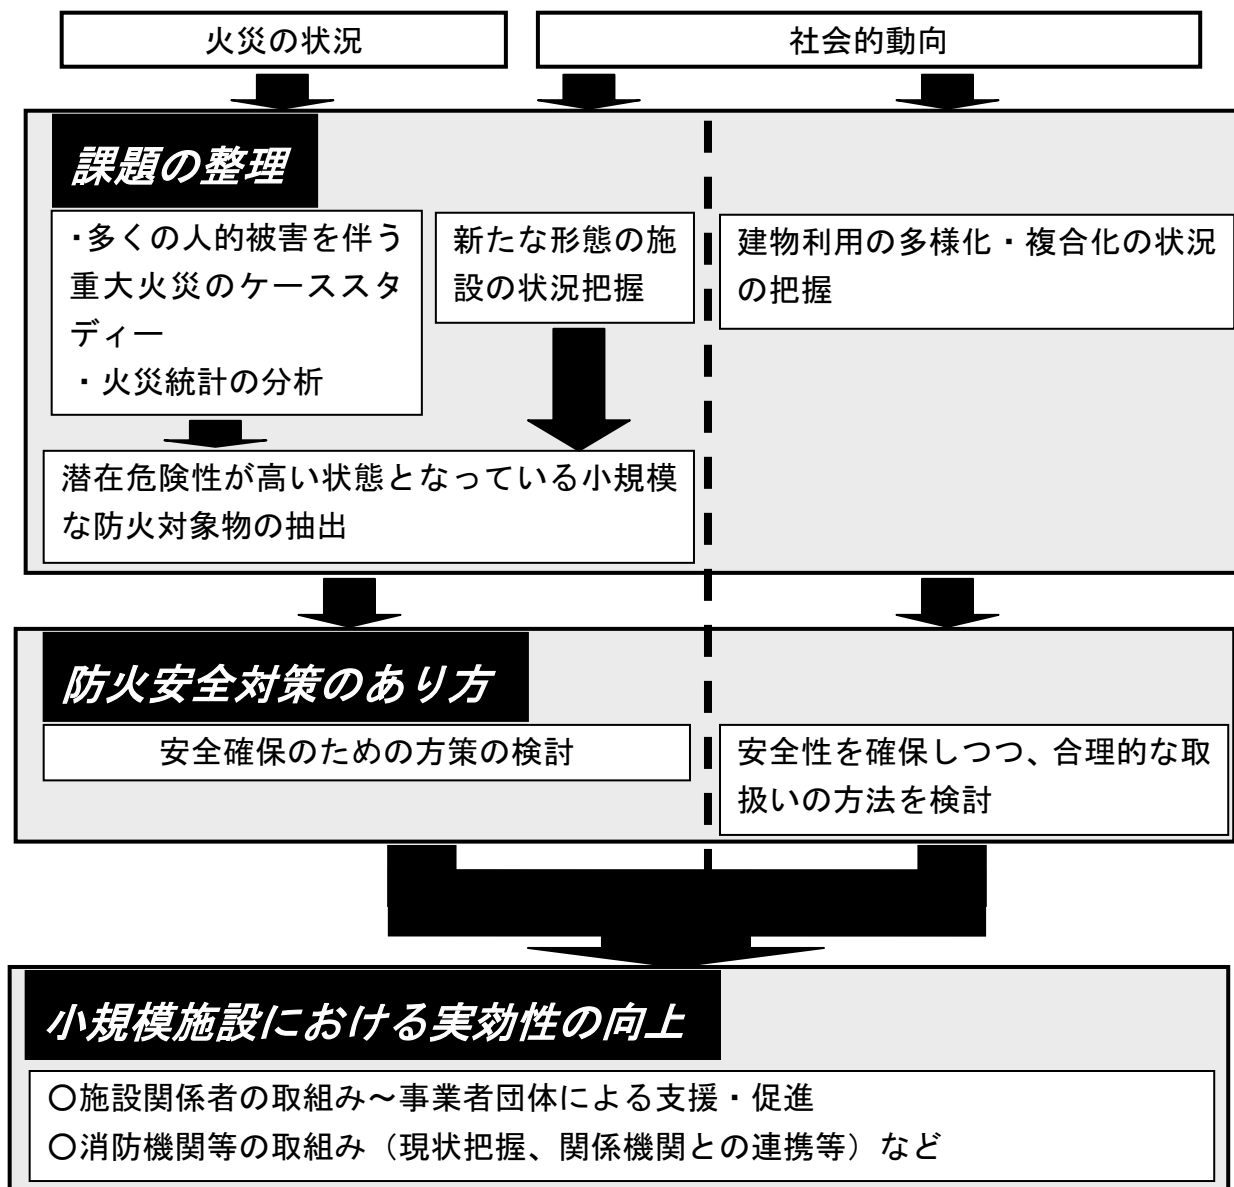 火災の状況
社会的動向
課題の整理
・多くの人的被害を伴う
重大火災のケーススタ
ディー
・火災統計の分析
新たな形態の施
設の状況把握
建物利用の多様化・複合化の状況
の把握
潜在危険性が高い状態となっている小規模
な防火対象物の抽出
防火安全対策のあり方
安全確保のための方策の検討
安全性を確保しつつ、合理的な取
扱いの方法を検討
小規模施設における実効性の向上
○施設関係者の取組み～事業者団体による支援・促進
○消防機関等の取組み（現状把握、関係機関との連携等）など